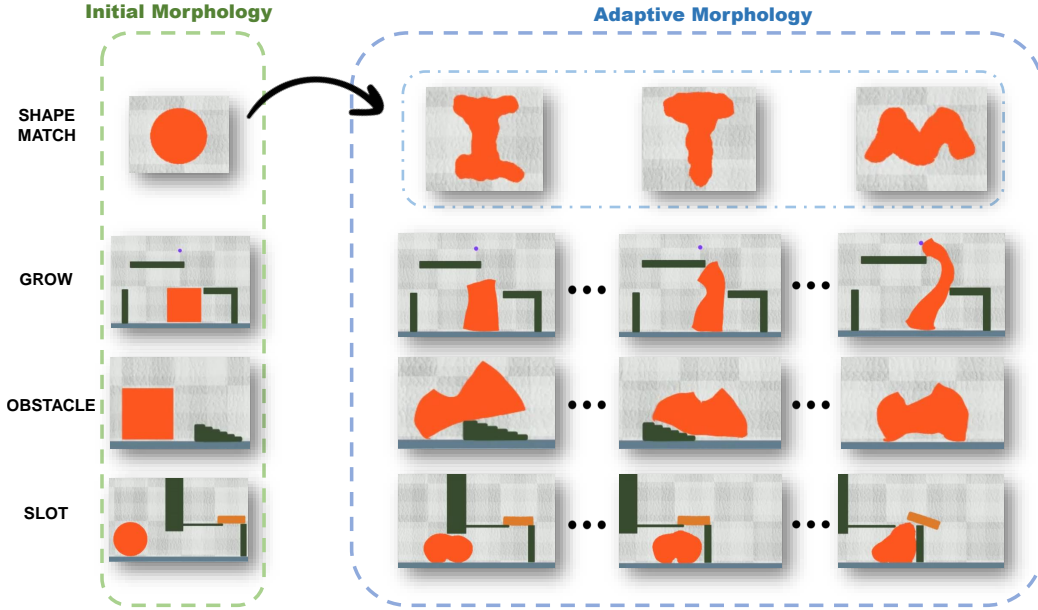 Initial Morphology
Adaptive Morphology
SHAPE
MATCH
GROW
OBSTACLE
SLOT